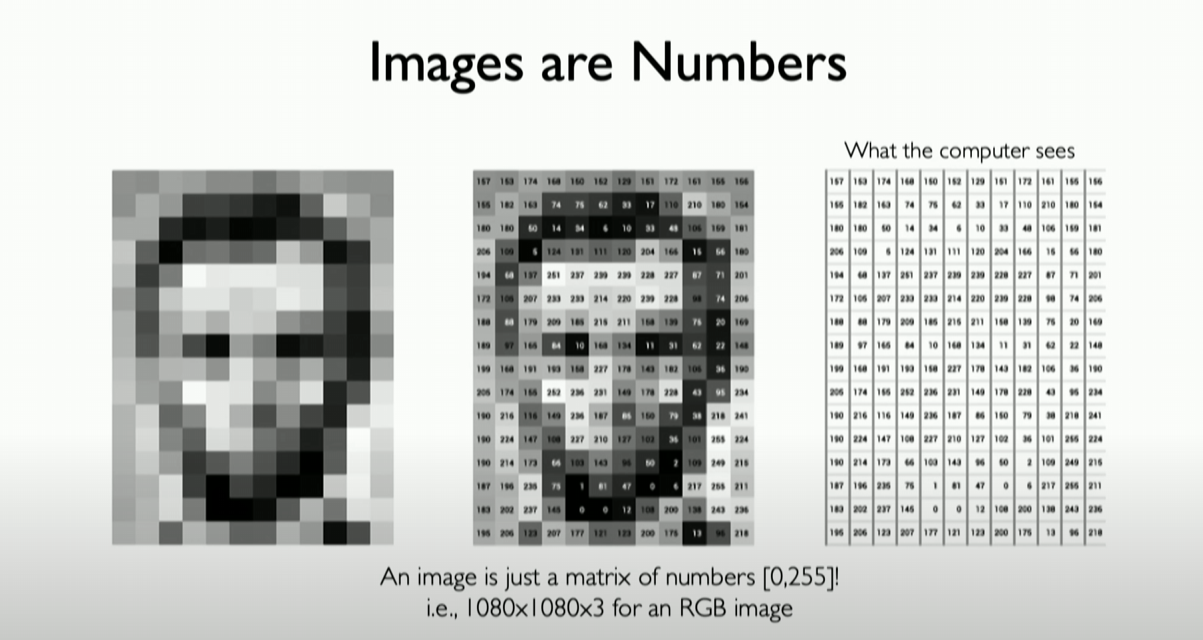 Images are Numbers
157 153 174 168 150 152 129 151 172 161 155 156
155 182 163 74 75 62 33 17 110 210 180 154
180 180 50 14 34 6 10 33 48 106 159 181
206 109 5 124 131 111 120 204 166 15 56 180
194 68 137 251 237 239 239 228 227 87 71 201
172 105 207 233 233 214 220 239 228 98 74 206
188 88 179 209 185 215 211 158 139 75 20 169
189 97 165 84 10 168 134 11 31 62 22 148
199 168 191 193 158 227 178 143 182 106 36 190
205 174 155 252 236 231 149 178 228 43 95 234
190 216 116 149 236 187 86 150 79 38 218 241
190 224 147 108 227 210 127 102 36 101 255 224
190 214 173 66 103 143 96 50 2 109 249 215
187 196 235 75 1 81 47 0 6 217 255 211
183 202 237 145 0 0 12 108 200 138 243 236
195 206 123 207 177 121 123 200 175 13 96 218
What the computer sees
157 153 174 168 150 152 129 151 172 161 155 156
155 182 163 74 75 62 33 17 110 210 180 154
180 180 50 14 34 6 10 33 48 106 159 181
206 109 5 124 131 111 120 204 166 15 56 180
194 68 137 251 237 239 239 228 227 87 71 201
172 105 207 233 233 214 220 239 228 98 74 206
188 88 179 209 185 215 211 158 139 75 20 169
189 97 165 84 10 168 134 11 31 62 22 148
199 168 191 193 158 227 178 143 182 106 36 190
205 174 155 252 236 231 149 178 228 43 95 234
190 216 116 149 236 187 86 150 79 38 218 241
190 224 147 108 227 210 127 102 36 101 255 224
190 214 173 66 103 143 96 50 2 109 249 215
187 196 235 75 1 81 47 0 6 217 255 211
183 202 237 145 0 0 12 108 200 138 243 236
195 206 123 207 177 121 123 200 175 13 96 218
An image is just a matrix of numbers [0,255]!
i.e., 1080x1080x3 for an RGB image